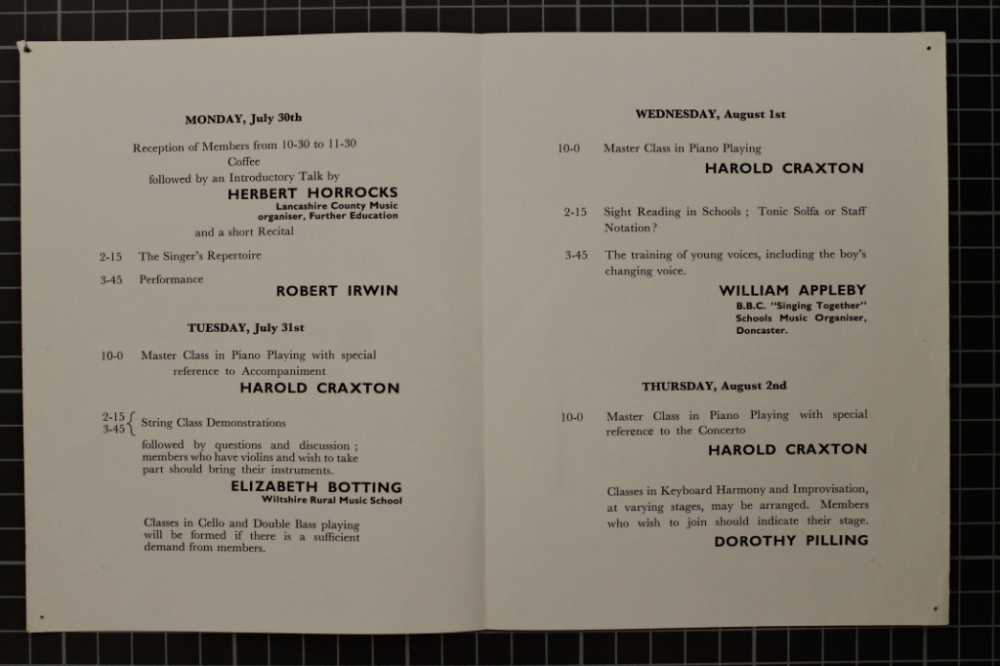 MONDAY, July 30th
Reception of Members from 10-30 to 11-30
Coffee
followed by an Introductory Talk by
HERBERT HORROCKS
Lancashire County Music
organiser, Further Education
and a short Recital
2-15 The Singer's Repertoire
3-45 Performance
ROBERT IRWIN
TUESDAY, July 31st
10-0 Master Class in Piano Playing with special
reference to Accompaniment
HAROLD CRAXTON
2-15
3-45 { String Class Demonstrations
followed by questions and discussion ;
members who have violins and wish to take
part should bring their instruments.
ELIZABETH BOTTING
Wiltshire Rural Music School
Classes in Cello and Double Bass playing
will be formed if there is a sufficient
demand from members.
WEDNESDAY, August 1st
10-0 Master Class in Piano Playing
HAROLD CRAXTON
2-15 Sight Reading in Schools ; Tonic Solfa or Staff
Notation?
3-45 The training of young voices, including the boy's
changing voice.
WILLIAM APPLEBY
B.B.C. "Singing Together"
Schools Music Organiser,
Doncaster.
THURSDAY, August 2nd
10-0 Master Class in Piano Playing with special
reference to the Concerto
HAROLD CRAXTON
Classes in Keyboard Harmony and Improvisation,
at varying stages, may be arranged. Members
who wish to join should indicate their stage.
DOROTHY PILLING